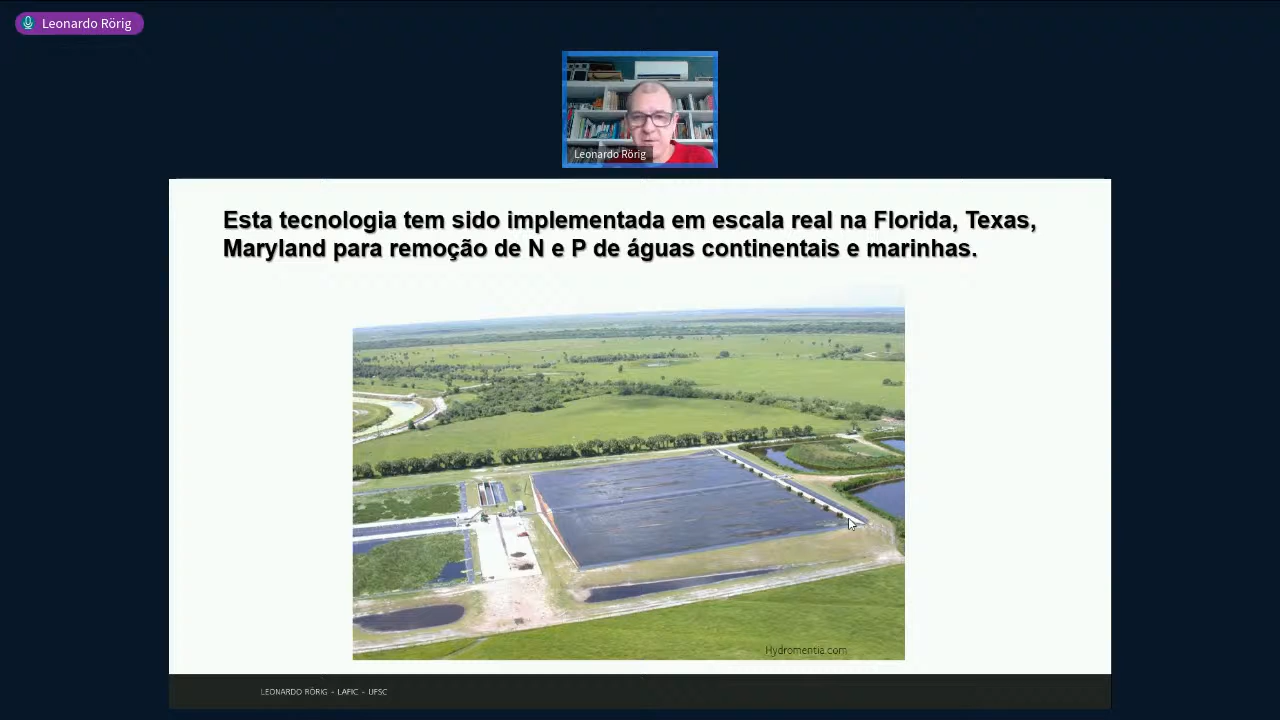 Leonardo Rörig
Leonardo Rörig
Esta tecnologia tem sido implementada em escala real na Florida, Texas,
Maryland para remoção de N e P de águas continentais e marinhas.
Hydromentia.com
LEONARDO RÖRIG – LAFIC – UFSC